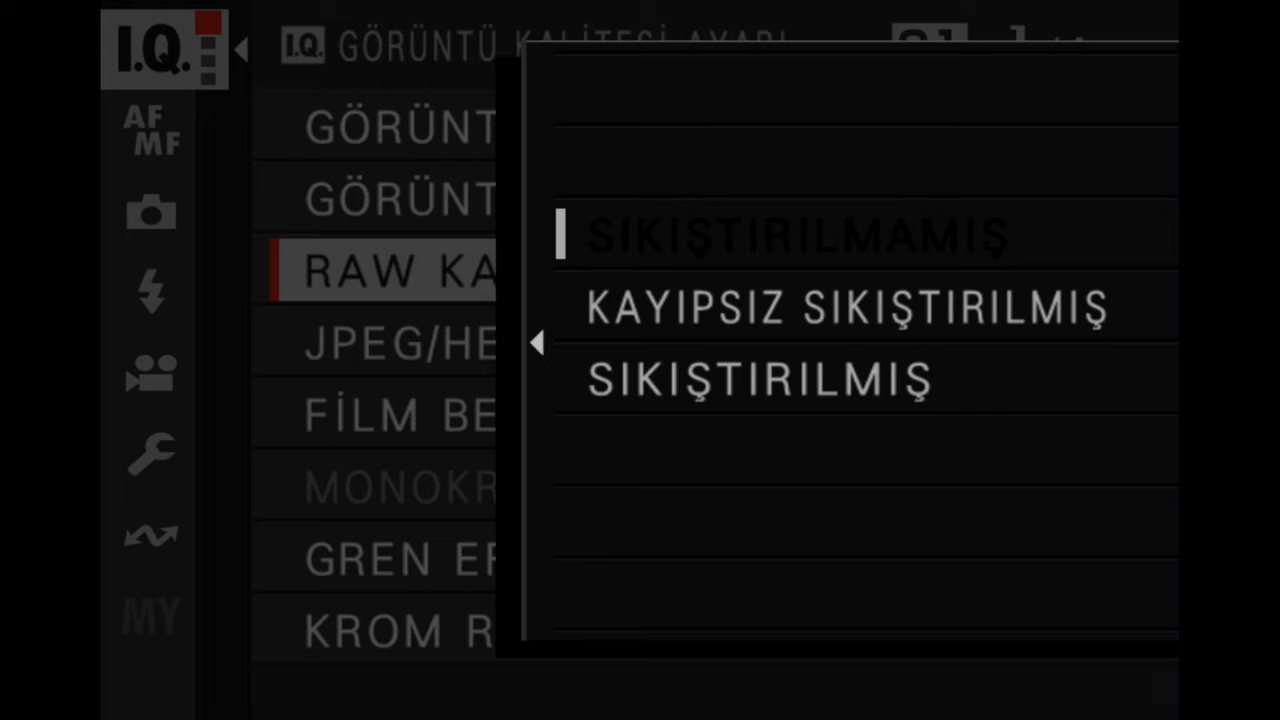 I.Q.
I.Q. GÖRÜNTÜ KALİTESİ AYARI
AF
MF
MY
GÖRÜNT
GÖRÜNT
RAW KA
JPEG/HE
FİLM BE
MONOKR
GREN
KROM R
SIKIŞTIRILMAMIŞ
KAYIPSIZ SIKIŞTIRILMIŞ
SIKIŞTIRILMIŞ